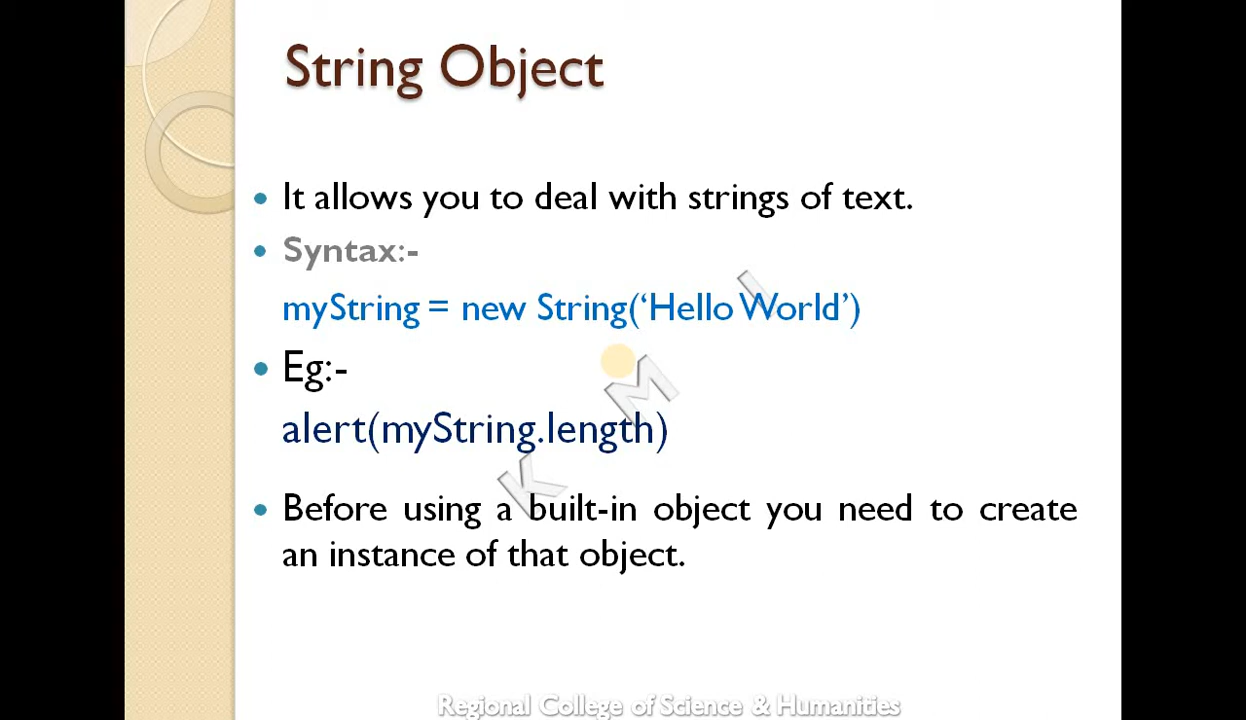 String Object
• It allows you to deal with strings of text.
• Syntax:-
myString = new String(‘Hello World’)
• Eg:-
alert(myString.length)
• Before using a built-in object you need to create
an instance of that object.
K M I
Regional College of Science & Humanities